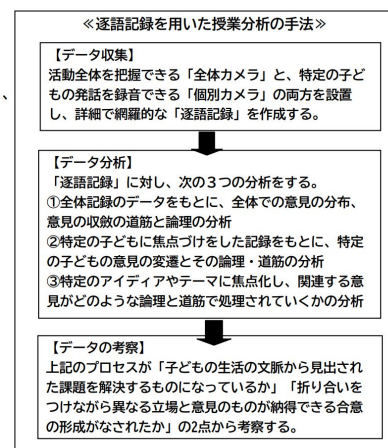 ≪逐語記録を用いた授業分析の手法≫
【データ収集】
活動全体を把握できる「全体カメラ」と、特定の子ど
もの発話を録音できる「個別カメラ」の両方を設置
し、詳細で網羅的な「逐語記録」を作成する。
、
【データ分析】
「逐語記録」に対し、次の３つの分析をする。
①全体記録のデータをもとに、全体での意見の分布、
意見の収斂の道筋と論理の分析
②特定の子どもに焦点づけをした記録をもとに、特定
の子どもの意見の変遷とその論理・道筋の分析
③特定のアイディアやテーマに焦点化し、関連する意
見がどのような論理と道筋で処理されていくかの分析
【データの考察】
上記のプロセスが「子どもの生活の文脈から見出され
た課題を解決するものになっているか」「折り合いを
つけながら異なる立場と意見のものが納得できる合意
の形成がなされたか」の2点から考察する。